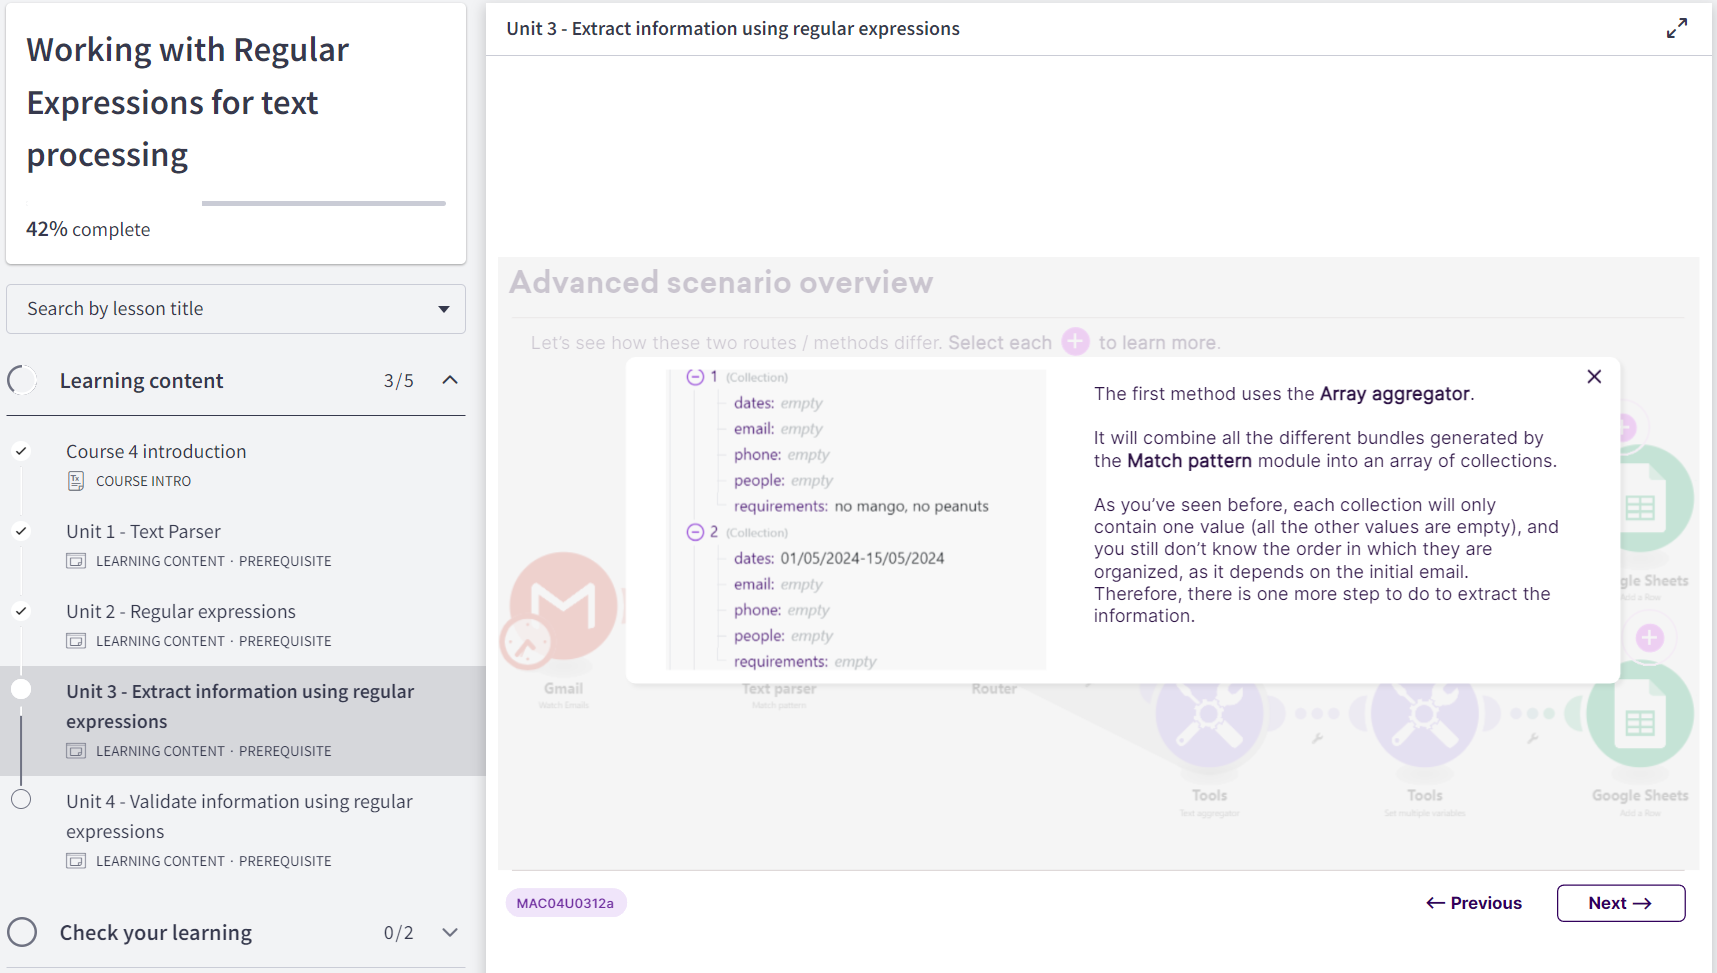 Working with Regular
Expressions for text
processing
42% complete
Search by lesson title
Learning content 3/5
Course 4 introduction
COURSE INTRO
Unit 1 - Text Parser
LEARNING CONTENT · PREREQUISITE
Unit 2 - Regular expressions
LEARNING CONTENT · PREREQUISITE
Unit 3 - Extract information using regular
expressions
LEARNING CONTENT · PREREQUISITE
Unit 4 - Validate information using regular
expressions
LEARNING CONTENT · PREREQUISITE
Check your learning 0/2
Unit 3 - Extract information using regular expressions
Advanced scenario overview
Let's see how these two routes / methods differ. Select each + to learn more.
1 (Collection)
dates: empty
email: empty
phone: empty
people: empty
requirements: no mango, no peanuts
2 (Collection)
dates: 01/05/2024-15/05/2024
email: empty
phone: empty
people: empty
requirements: empty
The first method uses the Array aggregator.
It will combine all the different bundles generated by
the Match pattern module into an array of collections.
As you've seen before, each collection will only
contain one value (all the other values are empty), and
you still don't know the order in which they are
organized, as it depends on the initial email.
Therefore, there is one more step to do to extract the
information.
gle Sheets
Add a Row
Gmail
Watch Emails
Text parser
Match pattern
Router
Tools
Text aggregator
Tools
Set multiple variables
Google Sheets
Add a Row
MAC04U0312a
← Previous
Next →